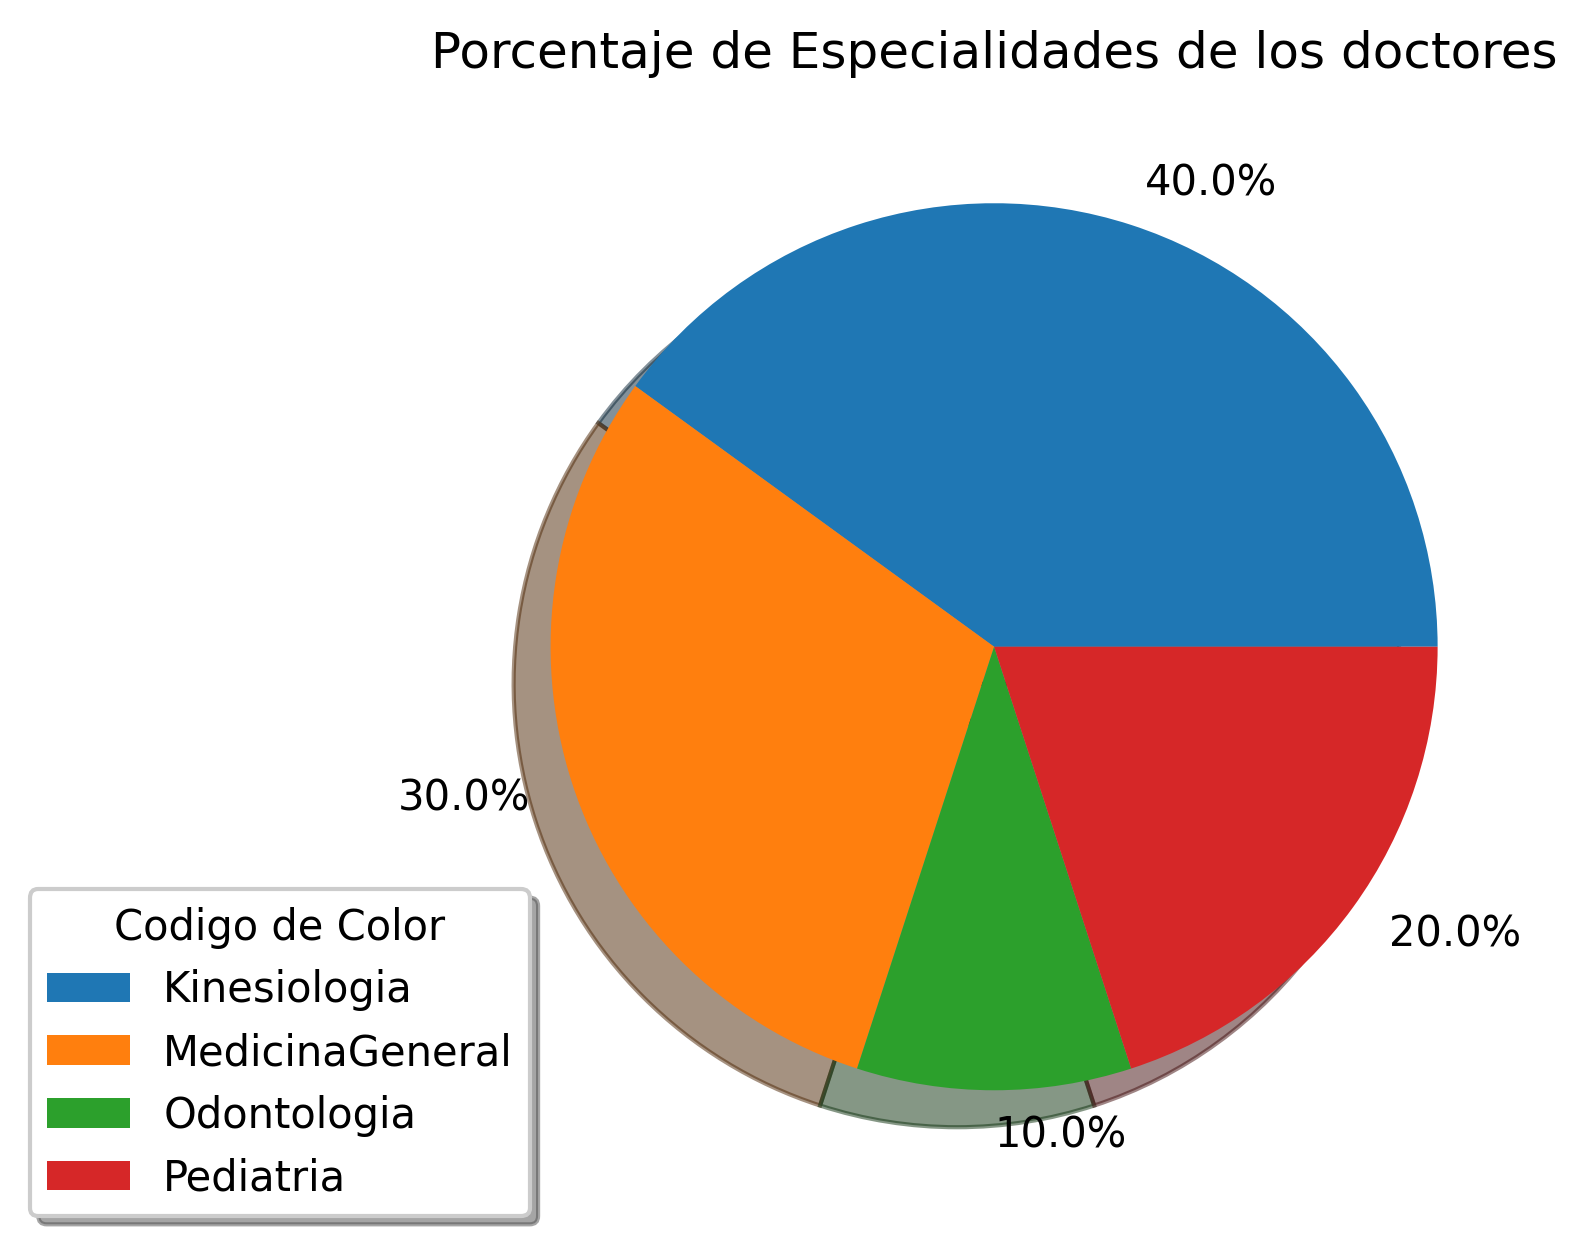 Porcentaje de Especialidades de los doctores
40.0%
30.0%
20.0%
10.0%
Codigo de Color
Kinesiologia
MedicinaGeneral
Odontologia
Pediatria